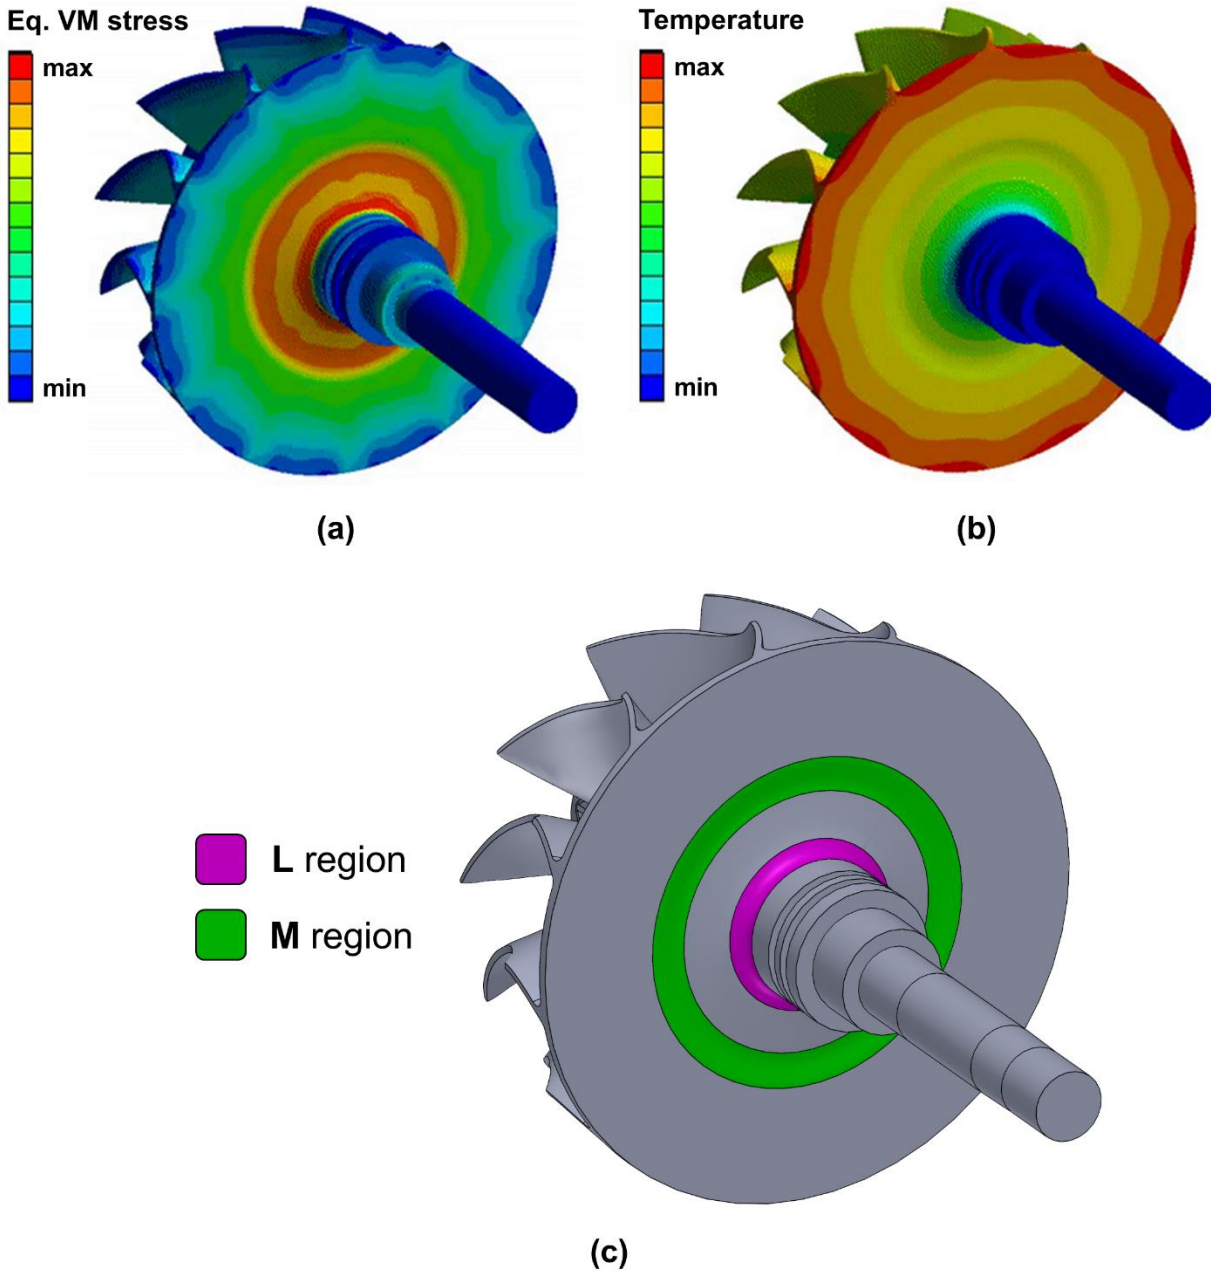 Eq. VM stress
max
min
(a)
Temperature
max
min
(b)
L region
M region
(c)